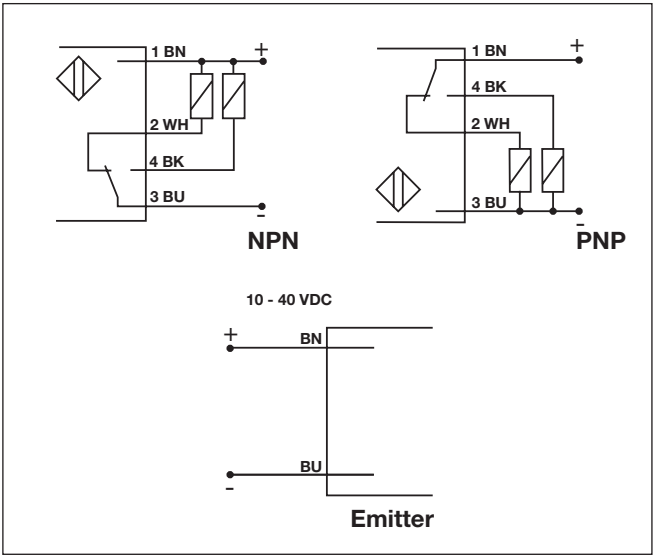 1 BN
+
2 WH
4 BK
3 BU
-
NPN
1 BN
+
4 BK
2 WH
3 BU
-
PNP
10 - 40 VDC
+
BN
BU
-
Emitter